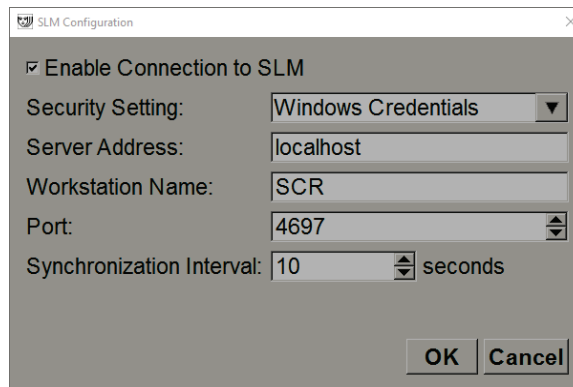 SLM Configuration
Enable Connection to SLM
Security Setting: Windows Credentials
Server Address: localhost
Workstation Name: SCR
Port: 4697
Synchronization Interval: 10 seconds
OK Cancel